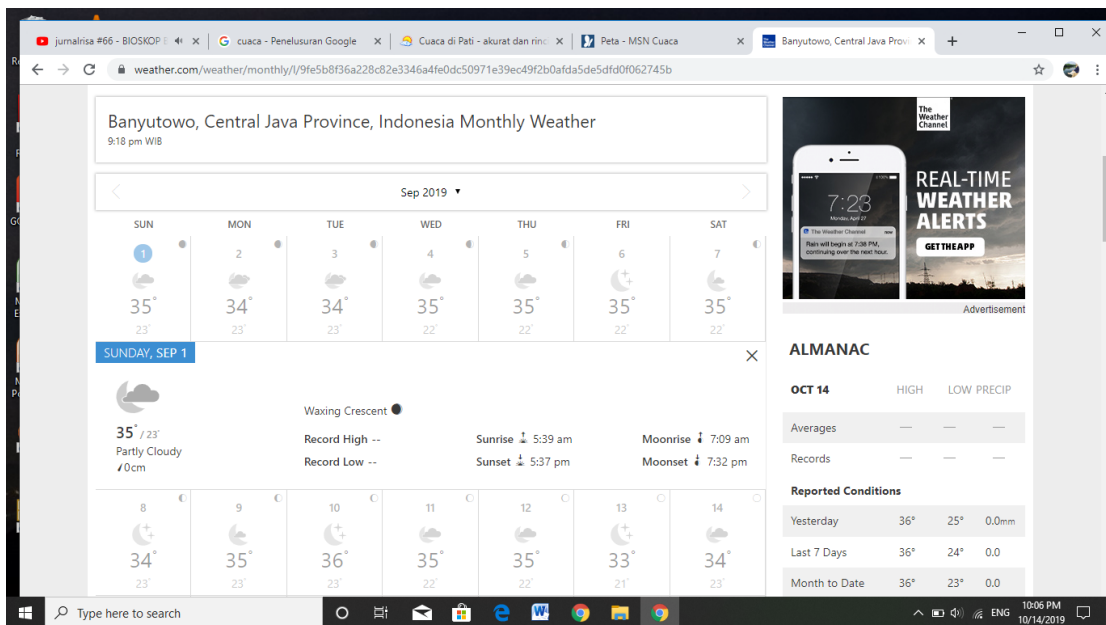 jurnalrisa #66 - BIOSKOP
cuaca - Penelusuran Google
Cuaca di Pati - akurat dan rinc
Peta - MSN Cuaca
Banyutowo, Central Java Provi
weather.com/weather/monthly/l/9fe5b8f36a228c82e3346a4fe0dc50971e39ec49f2b0afda5de5dfd0f062745b
Banyutowo, Central Java Province, Indonesia Monthly Weather
9:18 pm WIB
Sep 2019 ▼
SUN MON TUE WED THU FRI SAT
1 2 3 4 5 6 7
35° 34° 34° 35° 35° 35° 35°
23° 23° 23° 22° 22° 22° 22°
SUNDAY, SEP 1
Waxing Crescent
35° / 23°
Partly Cloudy
0cm
Record High --
Sunrise 5:39 am
Moonrise 7:09 am
Record Low --
Sunset 5:37 pm
Moonset 7:32 pm
8 9 10 11 12 13 14
34° 35° 36° 35° 35° 33° 34°
23° 23° 23° 22° 22° 21° 23°
The
Weather
Channel
7:23
Monday, April 27
The Weather Channel now
Rain will begin at 7:38 PM,
continuing over the next hour.
REAL-TIME
WEATHER
ALERTS
GET THE APP
Advertisement
ALMANAC
OCT 14 HIGH LOW PRECIP
Averages — — —
Records — — —
Reported Conditions
Yesterday 36° 25° 0.0mm
Last 7 Days 36° 24° 0.0
Month to Date 36° 23° 0.0
Type here to search
ENG
10:06 PM
10/14/2019